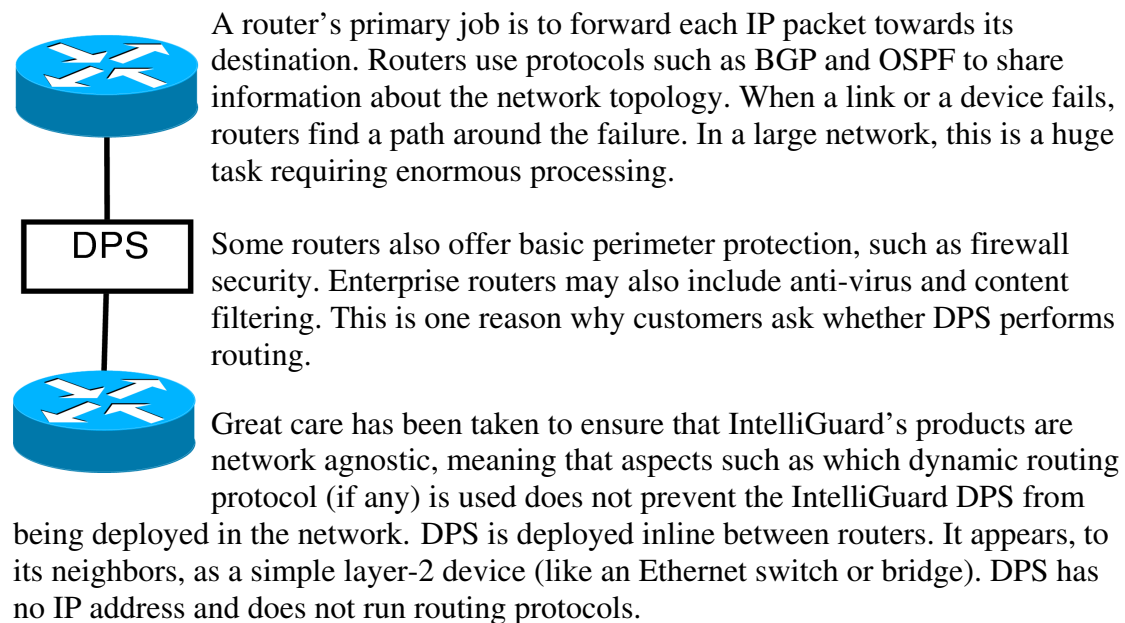 A router’s primary job is to forward each IP packet towards its
destination. Routers use protocols such as BGP and OSPF to share
information about the network topology. When a link or a device fails,
routers find a path around the failure. In a large network, this is a huge
task requiring enormous processing.
DPS
Some routers also offer basic perimeter protection, such as firewall
security. Enterprise routers may also include anti-virus and content
filtering. This is one reason why customers ask whether DPS performs
routing.
Great care has been taken to ensure that IntelliGuard’s products are
network agnostic, meaning that aspects such as which dynamic routing
protocol (if any) is used does not prevent the IntelliGuard DPS from
being deployed in the network. DPS is deployed inline between routers. It appears, to
its neighbors, as a simple layer-2 device (like an Ethernet switch or bridge). DPS has
no IP address and does not run routing protocols.